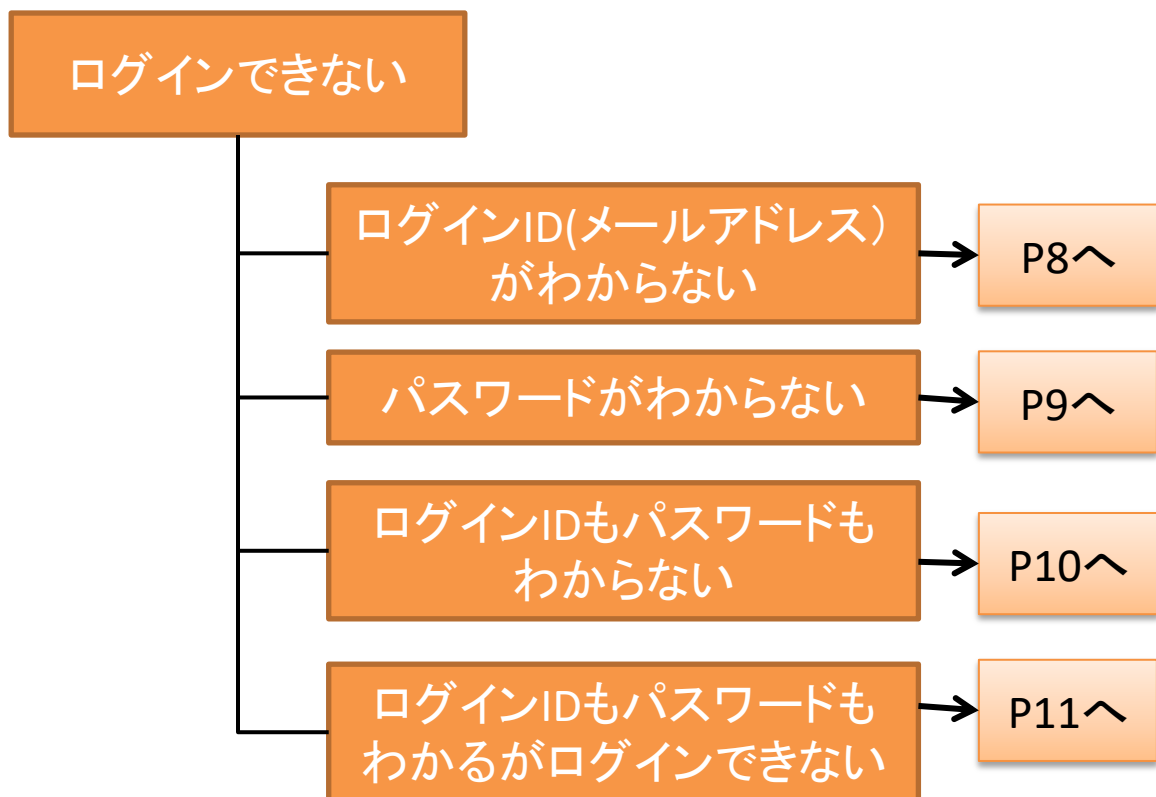 ログインできない
ログインID(メールアドレス）
がわからない
P8へ
パスワードがわからない
P9へ
ログインIDもパスワードも
わからない
P10へ
ログインIDもパスワードも
わかるがログインできない
P11へ